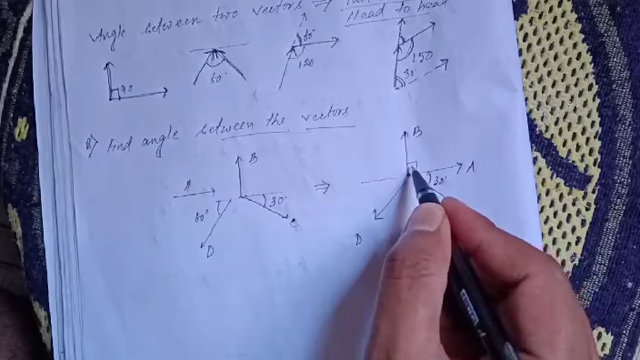 Angle between two vectors ⇒
Head to head
90
60°
60°
120
150
30°
Q) Find angle between the vectors
B
B
A
A
30°
⇒
30°
60°
D
D